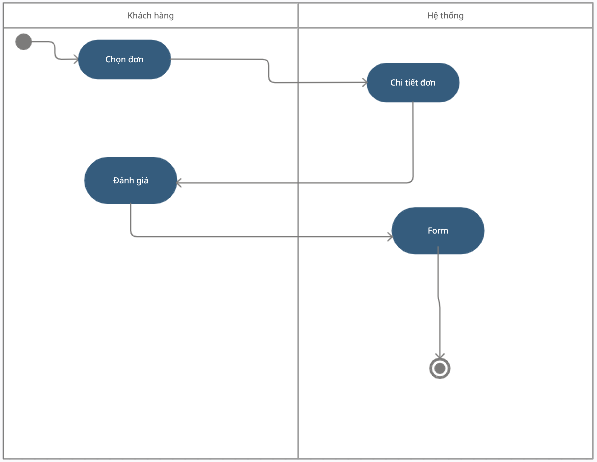 Khách hàng
Hệ thống
Chọn đơn
Chi tiết đơn
Đánh giá
Form